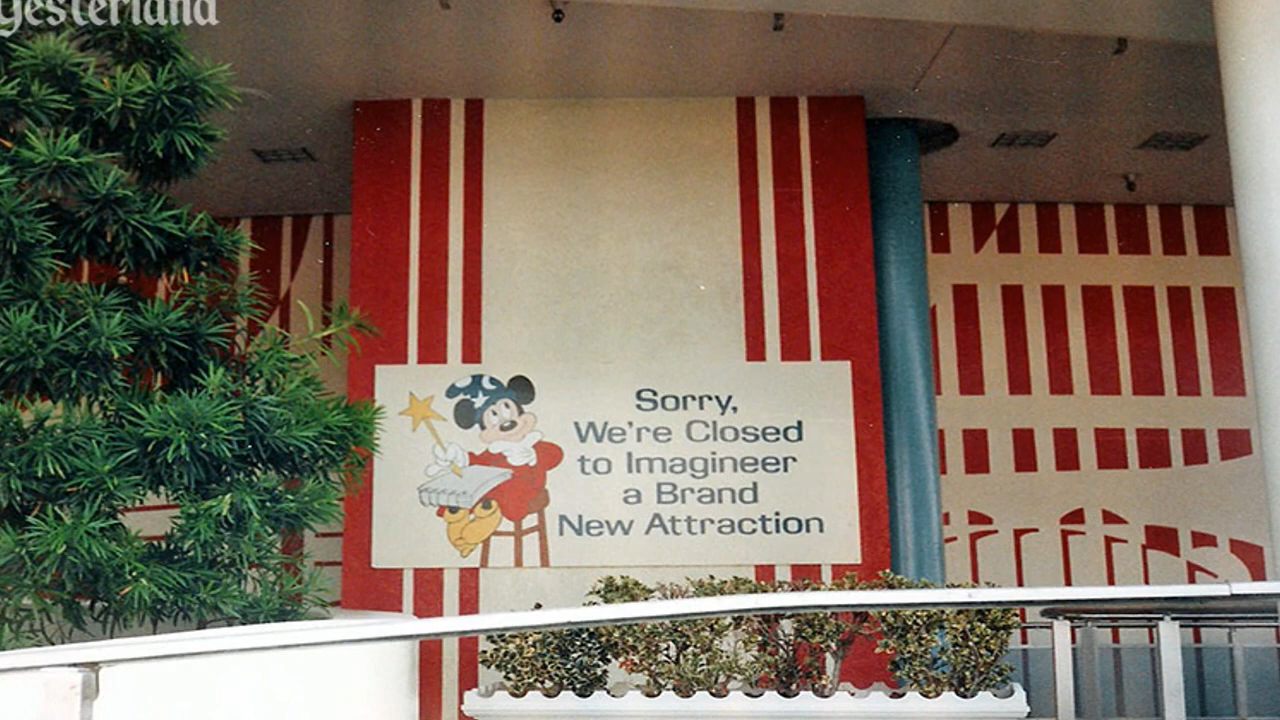 Yesterland
Sorry,
We're Closed
to Imagineer
a Brand
New Attraction